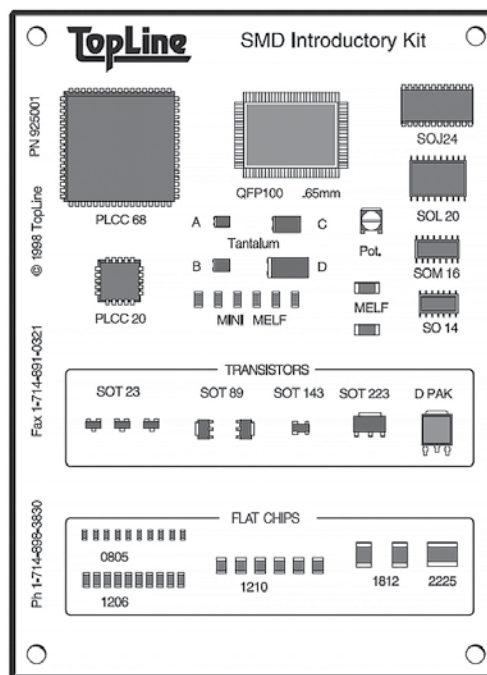 TopLine
SMD Introductory Kit
PN 925001
© 1998 TopLine
Fax 1-714-891-0321
Ph 1-714-898-3830
PLCC 68
QFP100 .65mm
SOJ24
SOL 20
A
C
Tantalum
B
D
Pot.
SOM 16
PLCC 20
MINI MELF
MELF
SO 14
TRANSISTORS
SOT 23
SOT 89
SOT 143
SOT 223
D PAK
FLAT CHIPS
0805
1206
1210
1812
2225